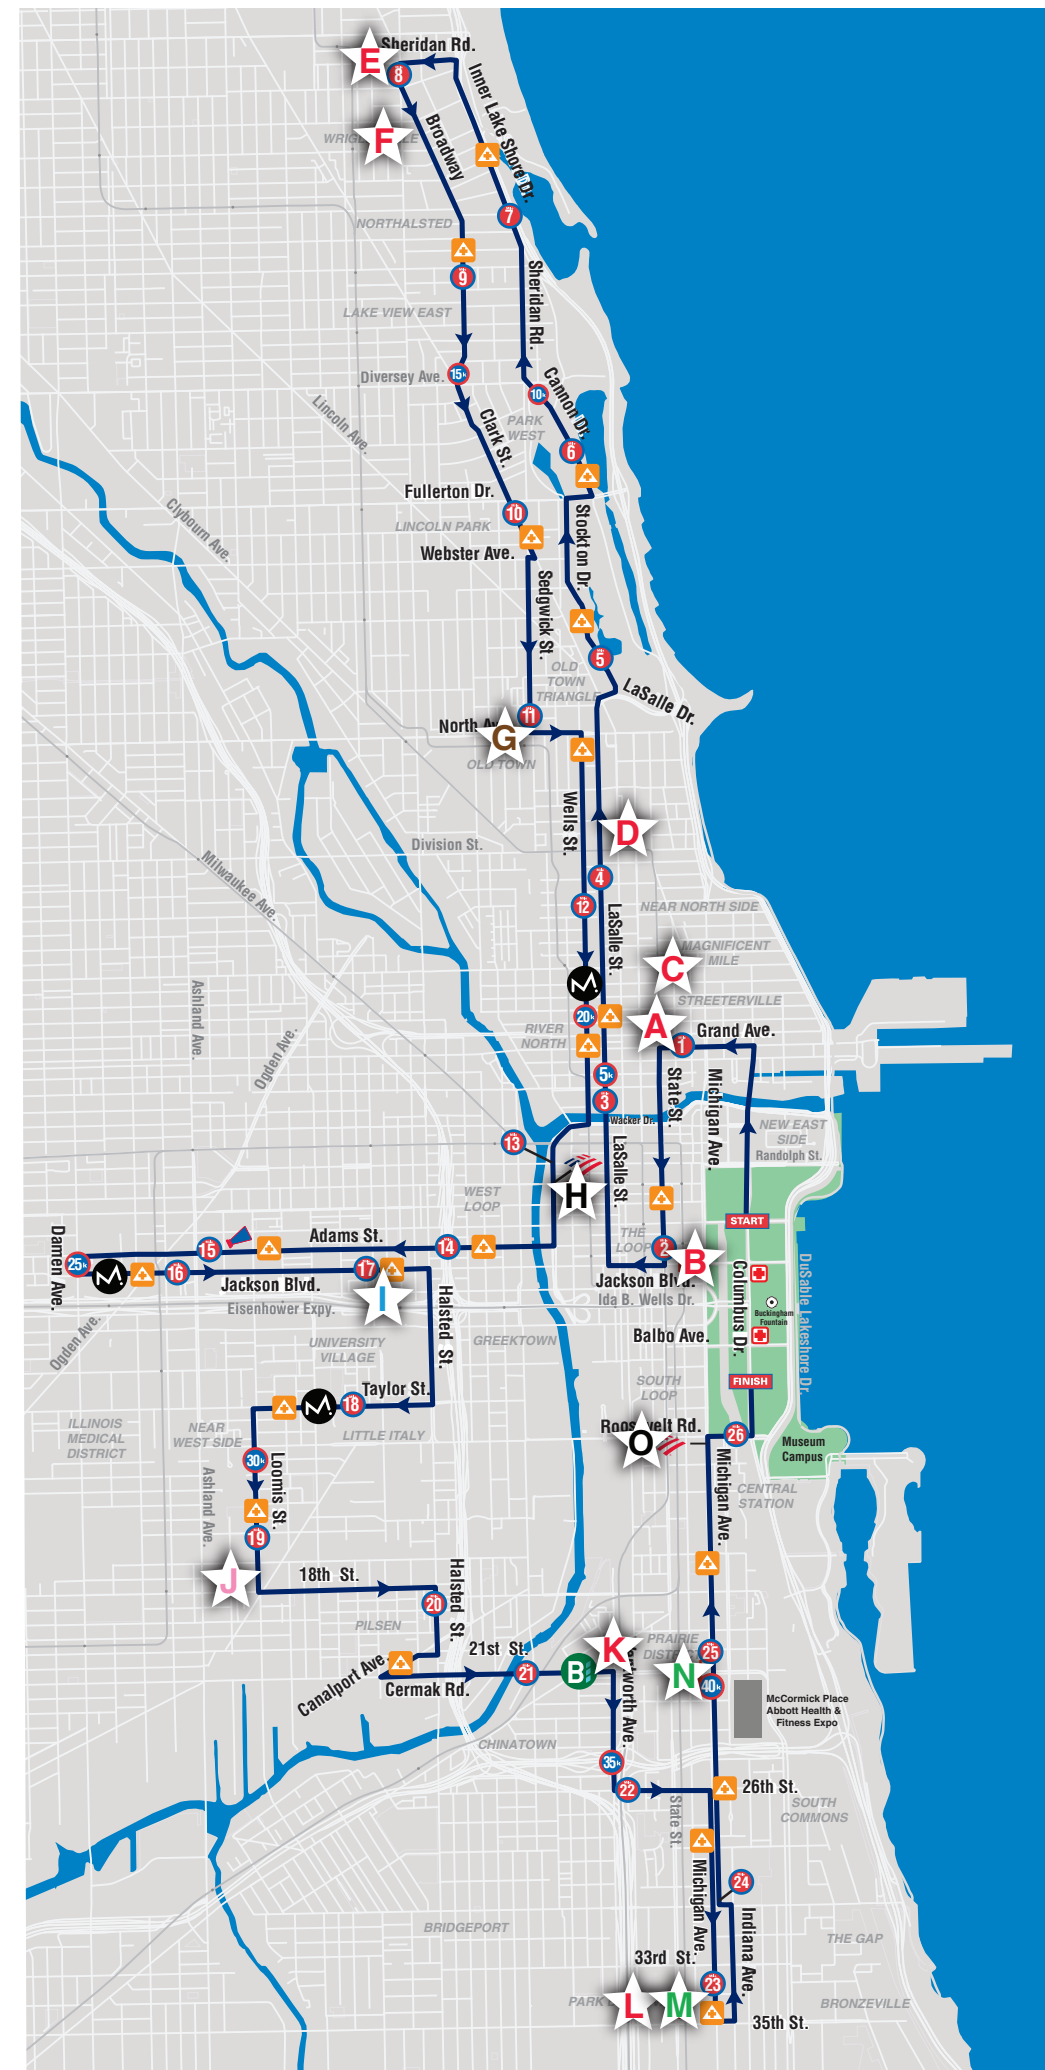 Sheridan Rd.
E
8
Inner Lake Shore Dr.
F
Broadway
7
NORTHALSTED
9
Sheridan Rd.
LAKE VIEW EAST
15k
Diversey Ave.
10k
Cannon Dr.
Lincoln Ave.
Clark St.
PARK
WEST
6
Fullerton Dr.
10
Clybourn Ave.
LINCOLN PARK
Stockton Dr.
Webster Ave.
Sedgwick St.
5
OLD
TOWN
TRIANGLE
LaSalle Dr.
11
North Av
G
OLD TOWN
Wells St.
D
Division St.
Milwaukee Ave.
4
12
NEAR NORTH SIDE
LaSalle St.
MAGNIFICENT
MILE
C
Ashland Ave.
M.
STREETERVILLE
20k
A
RIVER
NORTH
Grand Ave.
1
Ogden Ave.
5k
State St.
Michigan Ave.
3
Wacker Dr.
NEW EAST
SIDE
Randolph St.
13
LaSalle St.
WEST
LOOP
H
START
Damen Ave.
Adams St.
THE
LOOP
15
14
2
B
25k
M.
16
17
Jackson Blvd.
Jackson Blvd.
Columbus Dr.
DuSable Lakeshore Dr.
I
Eisenhower Expy.
Ida B. Wells Dr.
Buckingham
Fountain
Halsted St.
Balbo Ave.
Ogden Ave.
UNIVERSITY
VILLAGE
GREEKTOWN
SOUTH
LOOP
FINISH
Taylor St.
M.
18
ILLINOIS
MEDICAL
DISTRICT
NEAR
WEST SIDE
LITTLE ITALY
Roosevelt Rd.
O
26
Museum
Campus
30k
Loomis St.
Ashland Ave.
Michigan Ave.
CENTRAL
STATION
19
J
18th St.
Halsted St.
20
PILSEN
21st St.
K
PRAIRIE
25
Canalport Ave.
Cermak Rd.
21
B
N
40k
McCormick Place
Abbott Health &
Fitness Expo
CHINATOWN
35k
22
26th St.
State St.
SOUTH
COMMONS
Michigan Ave.
24
BRIDGEPORT
Indiana Ave.
THE GAP
33rd St.
23
PARK
L
M
BRONZEVILLE
35th St.